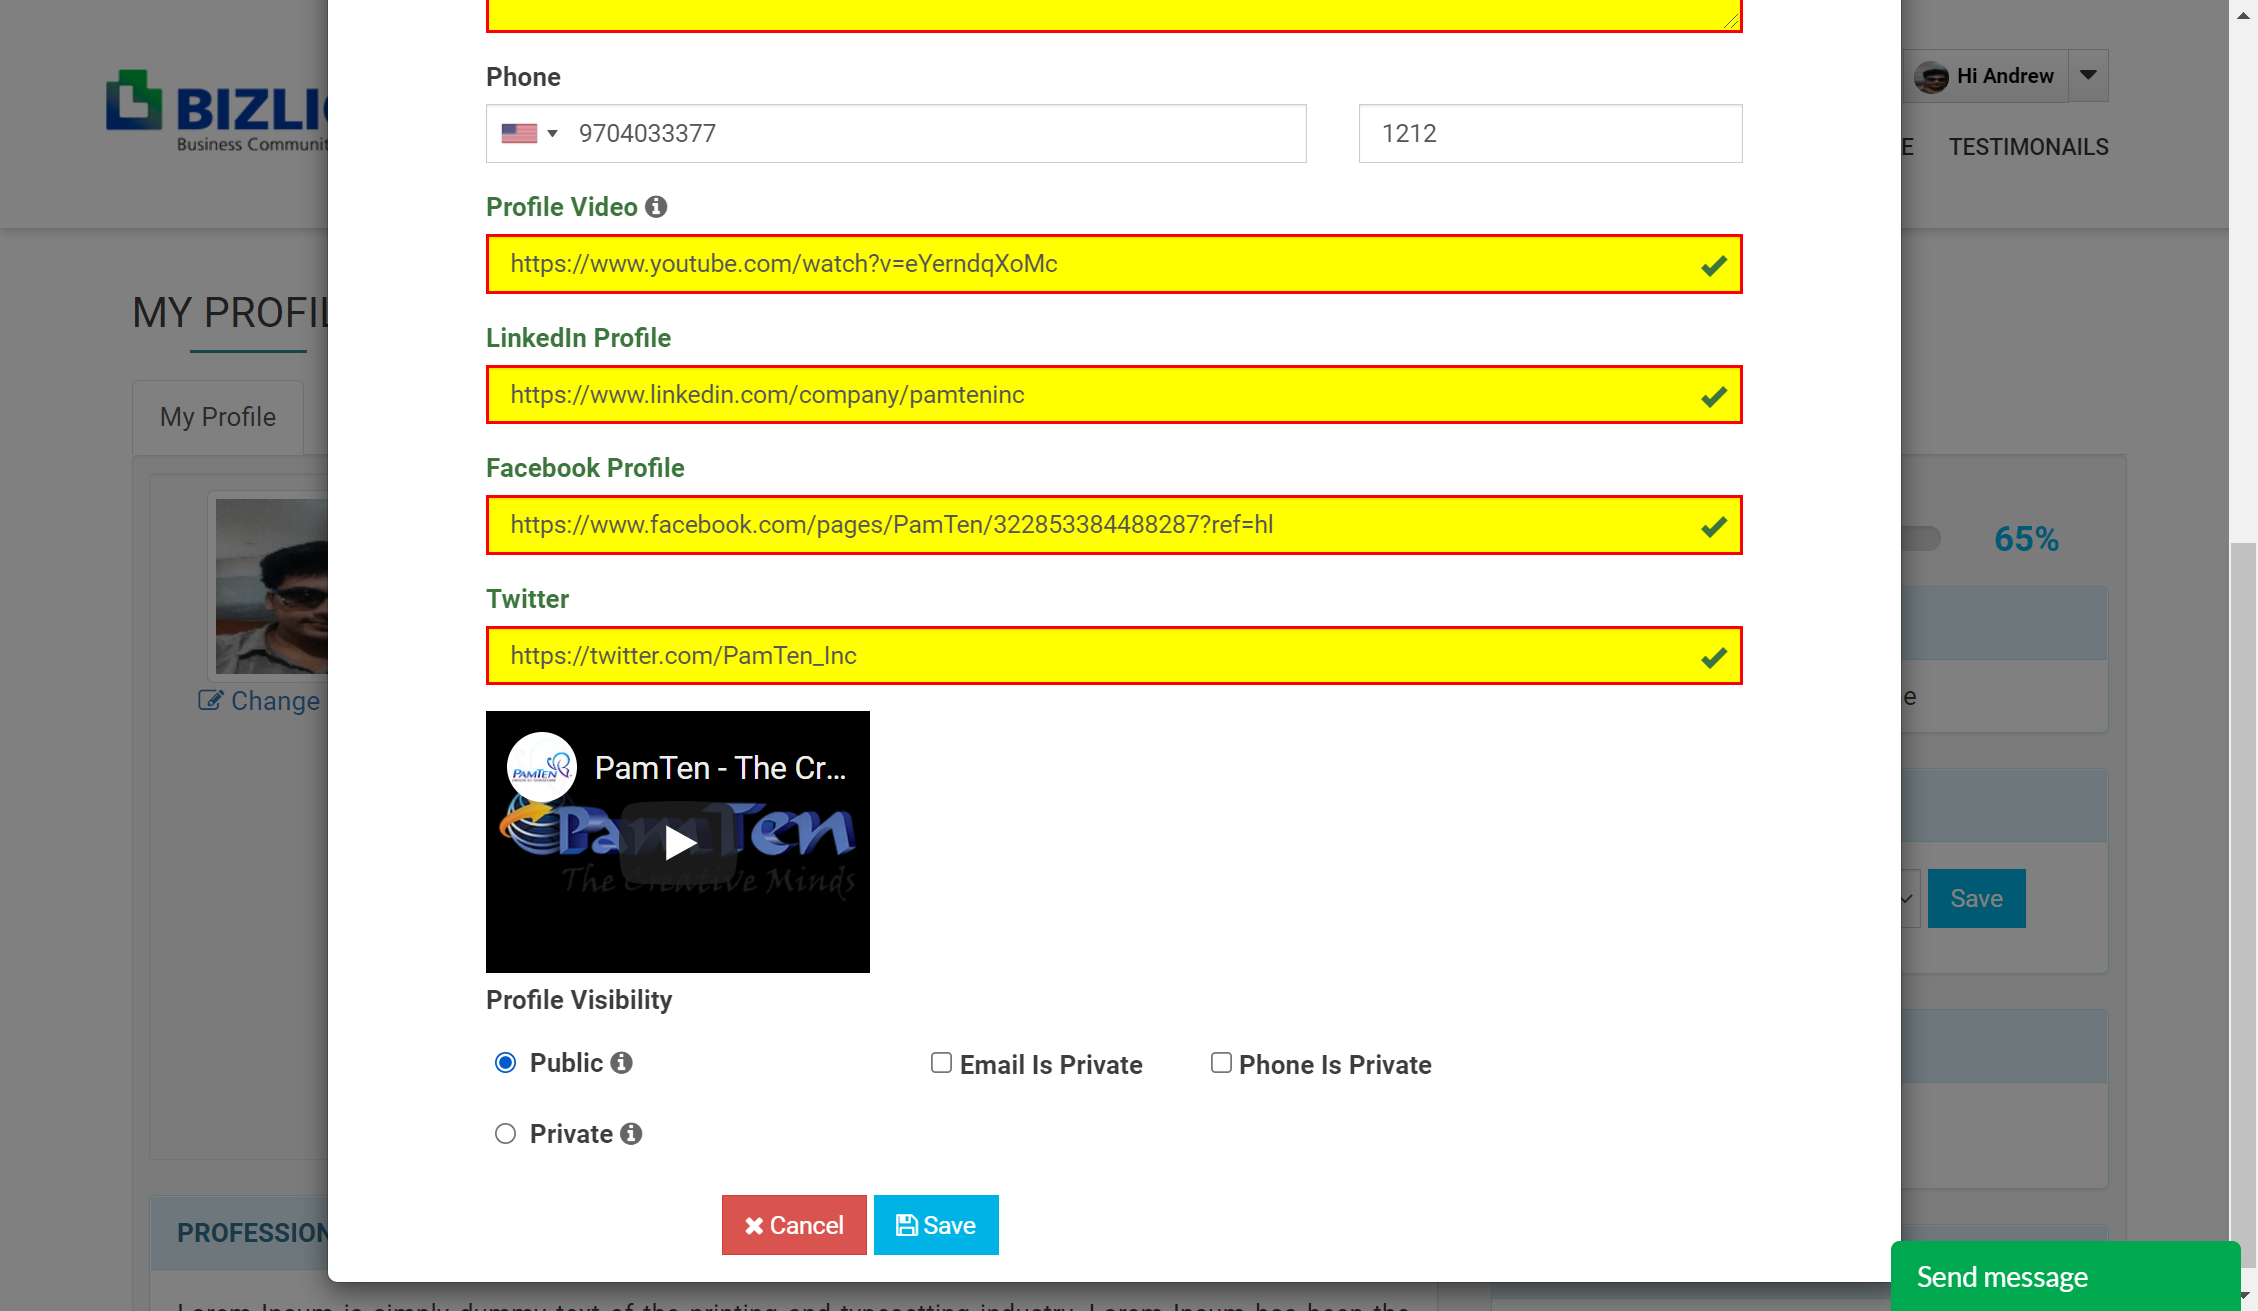 Phone
Hi Andrew
BIZLI
Business Communit
9704033377
1212
E TESTIMONAILS
Profile Video
https://www.youtube.com/watch?v=eYerndqXoMc
MY PROFIL
LinkedIn Profile
https://www.linkedin.com/company/pamteninc
My Profile
Facebook Profile
https://www.facebook.com/pages/PamTen/322853384488287?ref=hl
65%
Twitter
https://twitter.com/PamTen_Inc
Change
e
PamTen - The Cr...
PAMTEN
PamTen
The Creative Minds
Save
Profile Visibility
Public
Email Is Private
Phone Is Private
Private
Cancel
Save
PROFESSION
Send message
Lorem Ipsum is simply dummy text of the printing and typesetting industry. Lorem Ipsum has been the